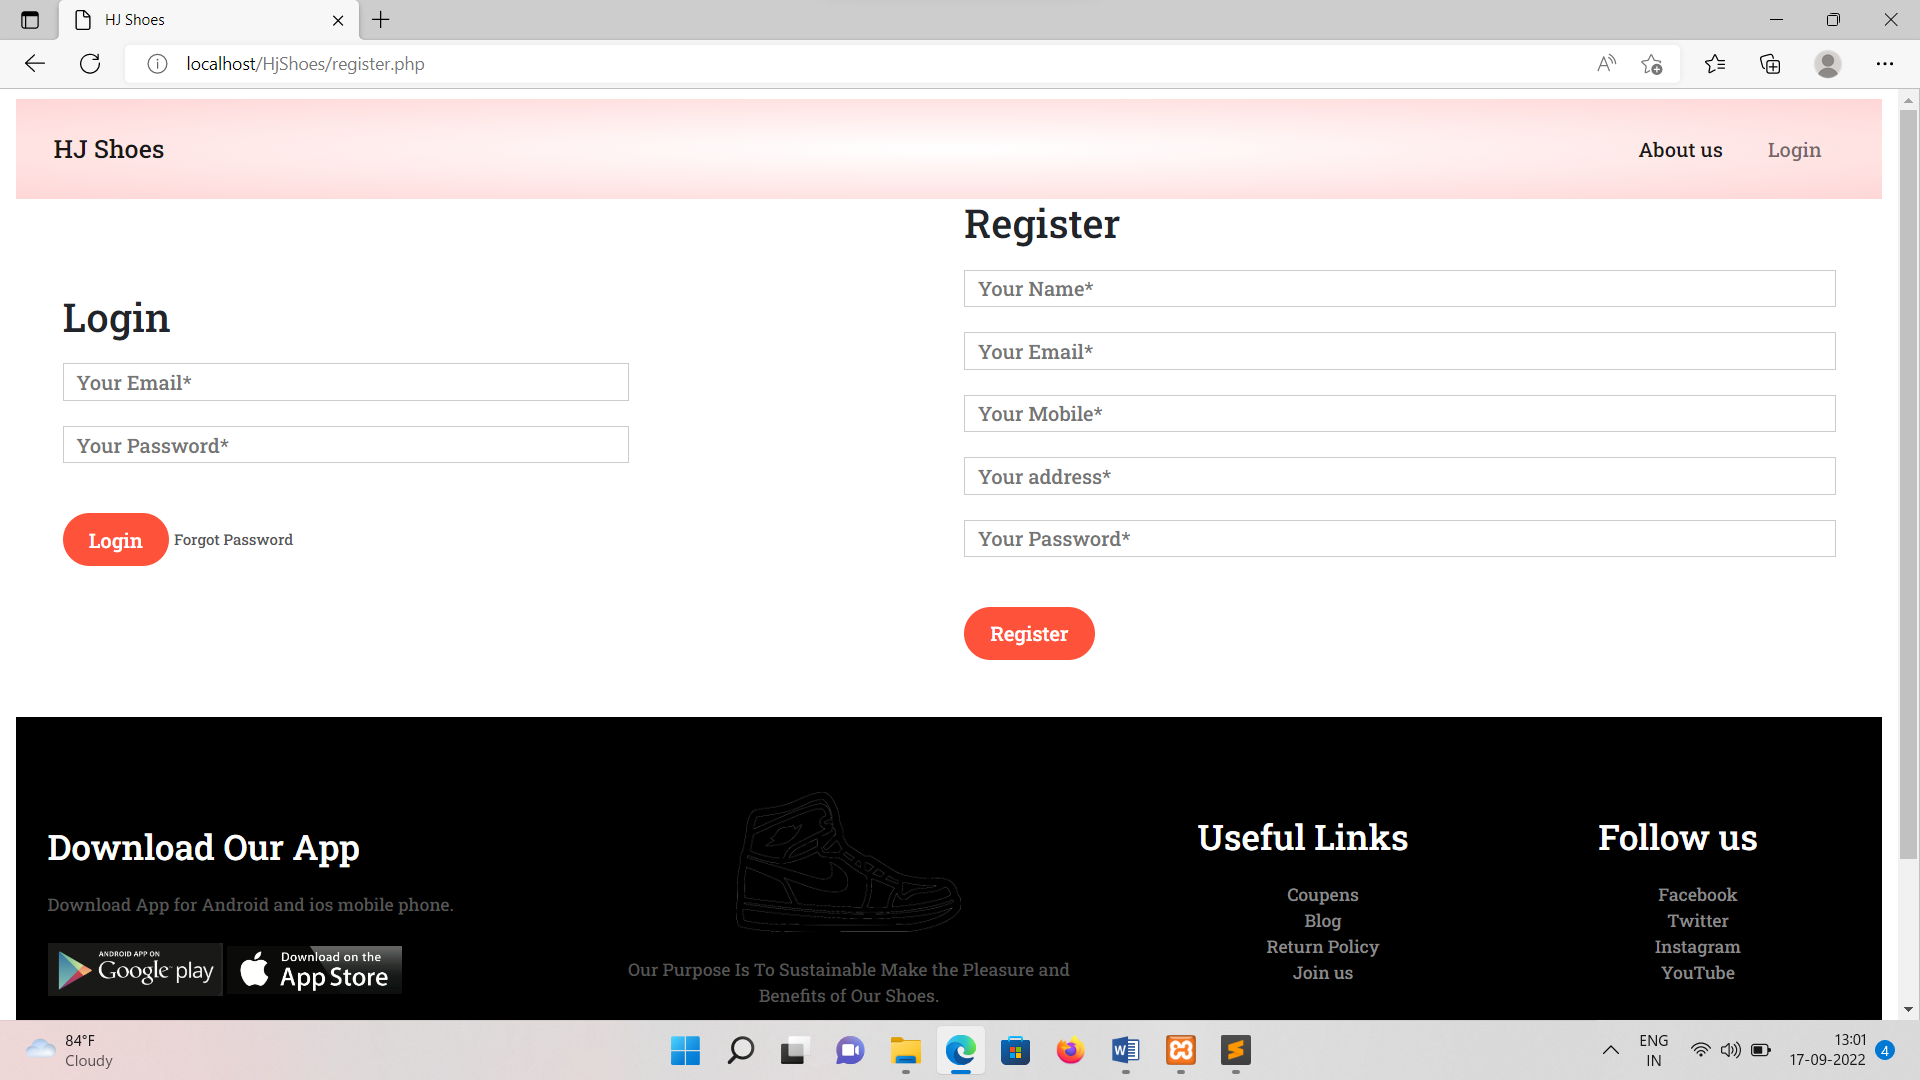 HJ Shoes
localhost/HjShoes/register.php
HJ Shoes
About us
Login
Login
Your Email*
Your Password*
Login
Forgot Password
Register
Your Name*
Your Email*
Your Mobile*
Your address*
Your Password*
Register
Download Our App
Download App for Android and ios mobile phone.
ANDROID APP ON
Google play
Download on the
App Store
Our Purpose Is To Sustainable Make the Pleasure and
Benefits of Our Shoes.
Useful Links
Coupens
Blog
Return Policy
Join us
Follow us
Facebook
Twitter
Instagram
YouTube
84°F
Cloudy
ENG
IN
13:01
17-09-2022
4